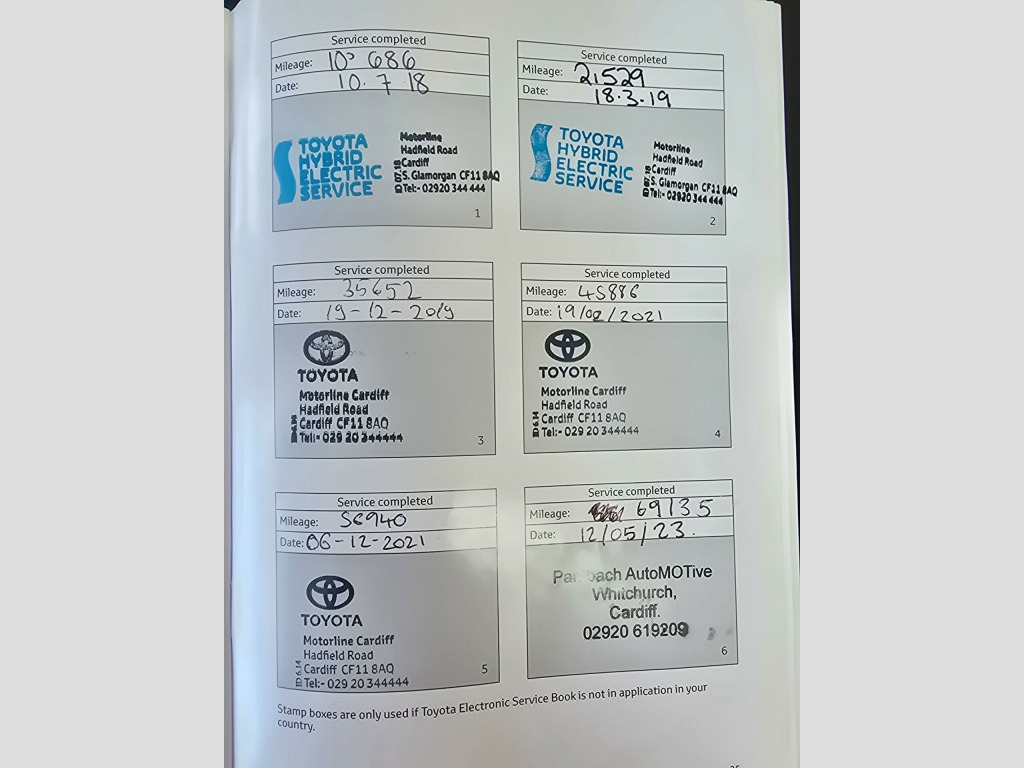 Service completed
Mileage: 10, 686
Date: 10.7 18
TOYOTA
HYBRID
ELECTRIC
SERVICE
Motorline
Hadfield Road
Cardiff
S. Glamorgan CF11 8AQ
Tel:- 02920 344 444
1
Service completed
Mileage: 21,529
Date: 18.3.19
TOYOTA
HYBRID
ELECTRIC
SERVICE
Motorline
Hadfield Road
Cardiff
S. Glamorgan CF11 8AQ
Tel:- 02920 344 444
2
Service completed
Mileage: 35652
Date: 19-12-2019
TOYOTA
Motorline Cardiff
Hadfield Road
Cardiff CF11 8AQ
Tel:- 029 20 344444
3
Service completed
Mileage: 45886
Date: 19/02/2021
TOYOTA
Motorline Cardiff
Hadfield Road
Cardiff CF11 8AQ
Tel:- 029 20 344444
4
Service completed
Mileage: 56940
Date: 06-12-2021
TOYOTA
Motorline Cardiff
Hadfield Road
Cardiff CF11 8AQ
Tel:- 029 20 344444
5
Service completed
Mileage: 69135
Date: 12/05/23.
AutoMOTive
Whitchurch,
Cardiff.
02920 619209
6
Stamp boxes are only used if Toyota Electronic Service Book is not in application in your
country.